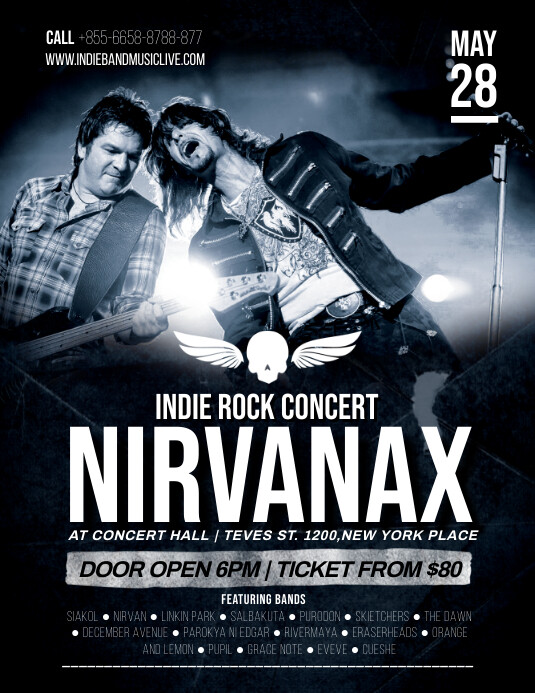 CALL +855-6658-8788-877
WWW.INDIEBANDMUSICLIVE.COM
MAY
28
INDIE ROCK CONCERT
NIRVANAX
AT CONCERT HALL | TEVES ST. 1200,NEW YORK PLACE
DOOR OPEN 6PM | TICKET FROM $80
FEATURING BANDS
SIAKOL ● NIRVAN ● LINKIN PARK ● SALBAKUTA ● PURODON ● SKIETCHERS ● THE DAWN
● DECEMBER AVENUE ● PAROKYA NI EDGAR ● RIVERMAYA ● ERASERHEADS ● ORANGE
AND LEMON ● PUPIL ● GRACE NOTE ● EVEVE ● CUESHE